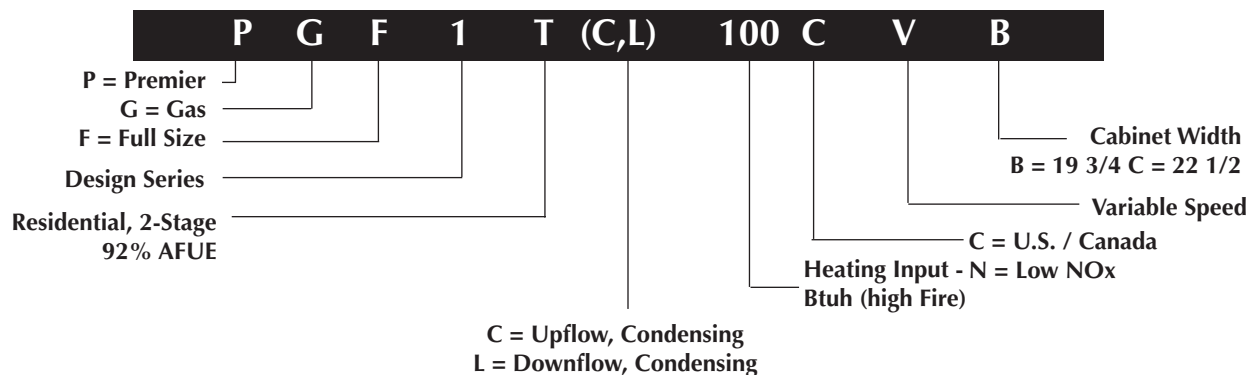 P G F 1 T (C,L) 100 C V B
P = Premier
G = Gas
F = Full Size
Design Series
Residential, 2-Stage
92% AFUE
Cabinet Width
B = 19 3/4 C = 22 1/2
Variable Speed
C = U.S. / Canada
Heating Input - N = Low NOx
Btuh (high Fire)
C = Upflow, Condensing
L = Downflow, Condensing